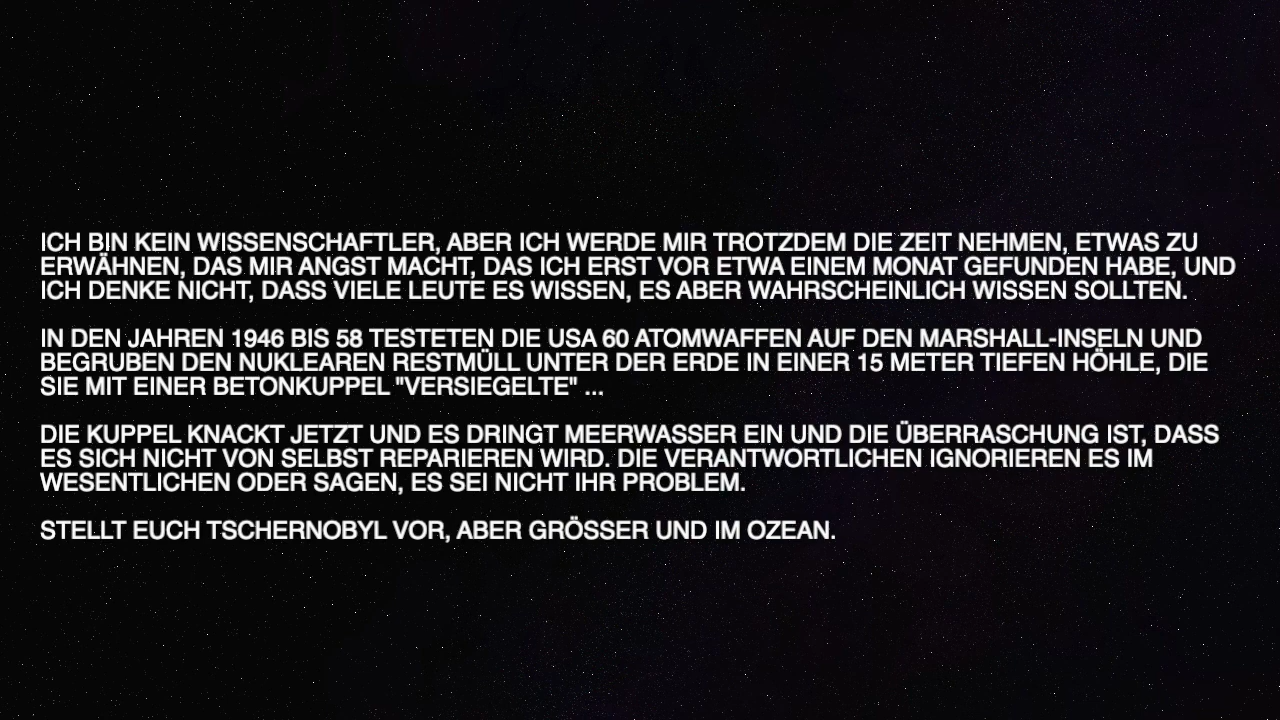 ICH BIN KEIN WISSENSCHAFTLER, ABER ICH WERDE MIR TROTZDEM DIE ZEIT NEHMEN, ETWAS ZU
ERWÄHNEN, DAS MIR ANGST MACHT, DAS ICH ERST VOR ETWA EINEM MONAT GEFUNDEN HABE, UND
ICH DENKE NICHT, DASS VIELE LEUTE ES WISSEN, ES ABER WAHRSCHEINLICH WISSEN SOLLTEN.
IN DEN JAHREN 1946 BIS 58 TESTETEN DIE USA 60 ATOMWAFFEN AUF DEN MARSHALL-INSELN UND
BEGRUBEN DEN NUKLEAREN RESTMÜLL UNTER DER ERDE IN EINER 15 METER TIEFEN HÖHLE, DIE
SIE MIT EINER BETONKUPPEL "VERSIEGELTE" ...
DIE KUPPEL KNACKT JETZT UND ES DRINGT MEERWASSER EIN UND DIE ÜBERRASCHUNG IST, DASS
ES SICH NICHT VON SELBST REPARIEREN WIRD. DIE VERANTWORTLICHEN IGNORIEREN ES IM
WESENTLICHEN ODER SAGEN, ES SEI NICHT IHR PROBLEM.
STELLT EUCH TSCHERNOBYL VOR, ABER GRÖSSER UND IM OZEAN.